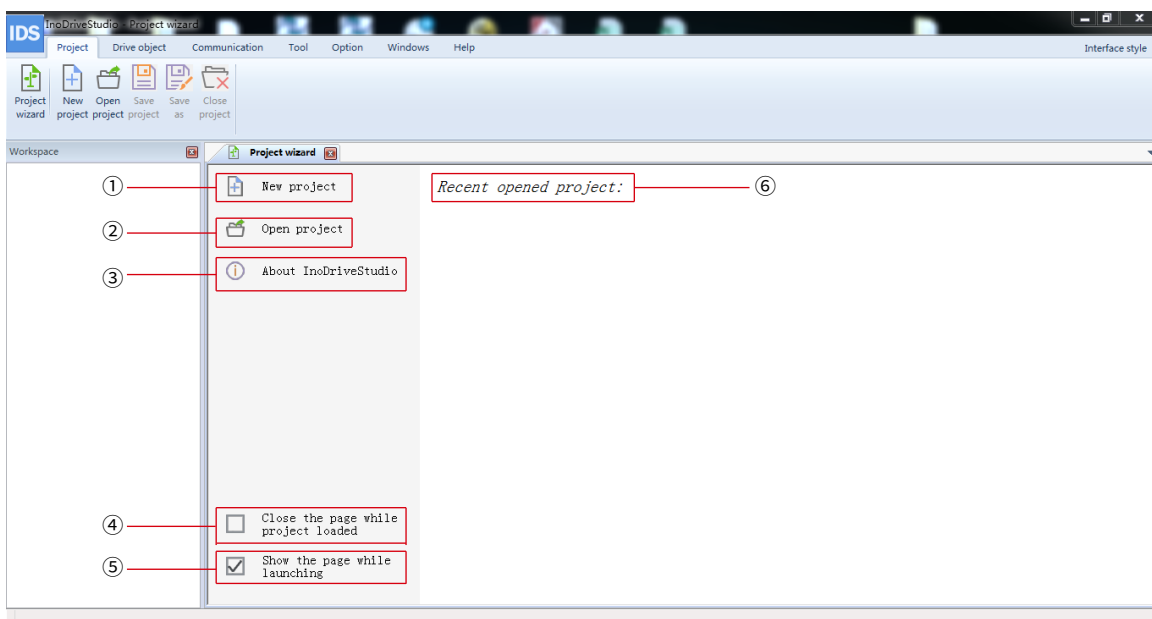 IDS
InoDriveStudio - Project wizard
Project Drive object Communication Tool Option Windows Help Interface style
Project wizard
New project
Open project
Save project
Save as
Close project
Workspace
Project wizard
① New project
Recent opened project: ⑥
② Open project
③ About InoDriveStudio
④ Close the page while
project loaded
⑤ Show the page while
launching